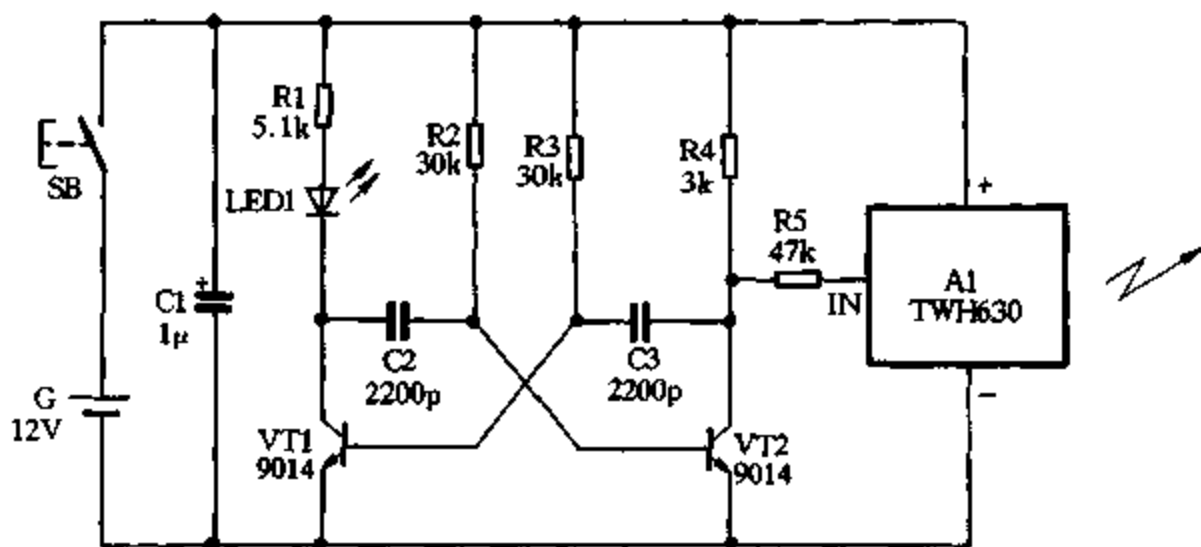 R1
5.1k
R2
30k
R3
30k
R4
3k
SB
LED1
+
R5
47k
IN
A1
TWH630
+
C1
1μ
C2
2200p
C3
2200p
−
G
12V
VT1
9014
VT2
9014